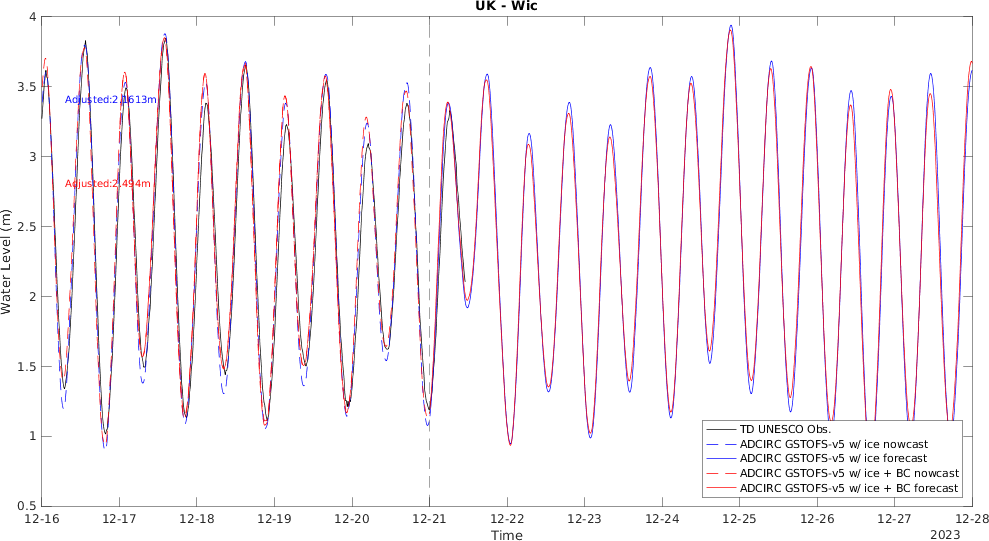 UK - Wic
Water Level (m)
4
3.5
3
2.5
2
1.5
1
0.5
Adjusted:2.1613m
Adjusted:2.494m
TD UNESCO Obs.
ADCIRC GSTOFS-v5 w/ ice nowcast
ADCIRC GSTOFS-v5 w/ ice forecast
ADCIRC GSTOFS-v5 w/ ice + BC nowcast
ADCIRC GSTOFS-v5 w/ ice + BC forecast
12-16 12-17 12-18 12-19 12-20 12-21 12-22 12-23 12-24 12-25 12-26 12-27 12-28
Time
2023